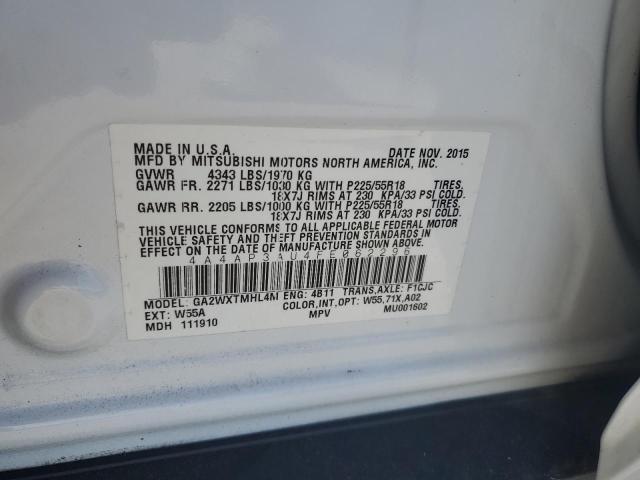 MADE IN U.S.A. DATE NOV. 2015
MFD BY MITSUBISHI MOTORS NORTH AMERICA, INC.
GVWR 4343 LBS/1970 KG
GAWR FR. 2271 LBS/1030 KG WITH P225/55R18 TIRES,
18X7J RIMS AT 230 KPA/33 PSI COLD.
GAWR RR. 2205 LBS/1000 KG WITH P225/55R18 TIRES,
18X7J RIMS AT 230 KPA/33 PSI COLD.
THIS VEHICLE CONFORMS TO ALL APPLICABLE FEDERAL MOTOR
VEHICLE SAFETY AND THEFT PREVENTION STANDARDS IN
EFFECT ON THE DATE OF MANUFACTURE SHOWN ABOVE.
4A4AP3AU4FE062296
MODEL: GA2WXTMHL4M ENG: 4B11 TRANS,AXLE: F1CJC
EXT: W55A COLOR,INT,OPT: W55,71X,A02
MDH 111910 MPV MU001602